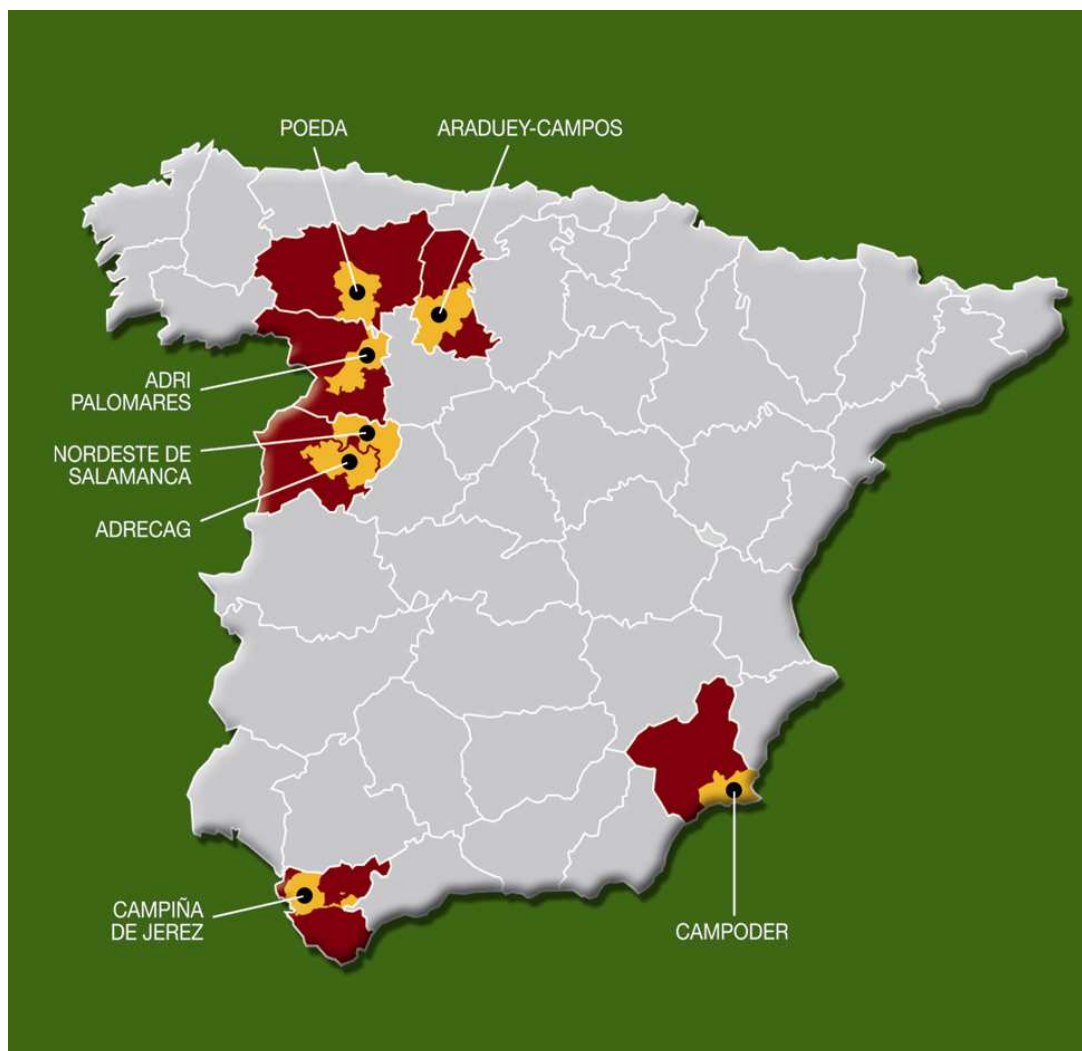 POEDA
ARADUEY-CAMPOS
ADRI
PALOMARES
NORDESTE DE
SALAMANCA
ADRECAG
CAMPIÑA
DE JEREZ
CAMPODER